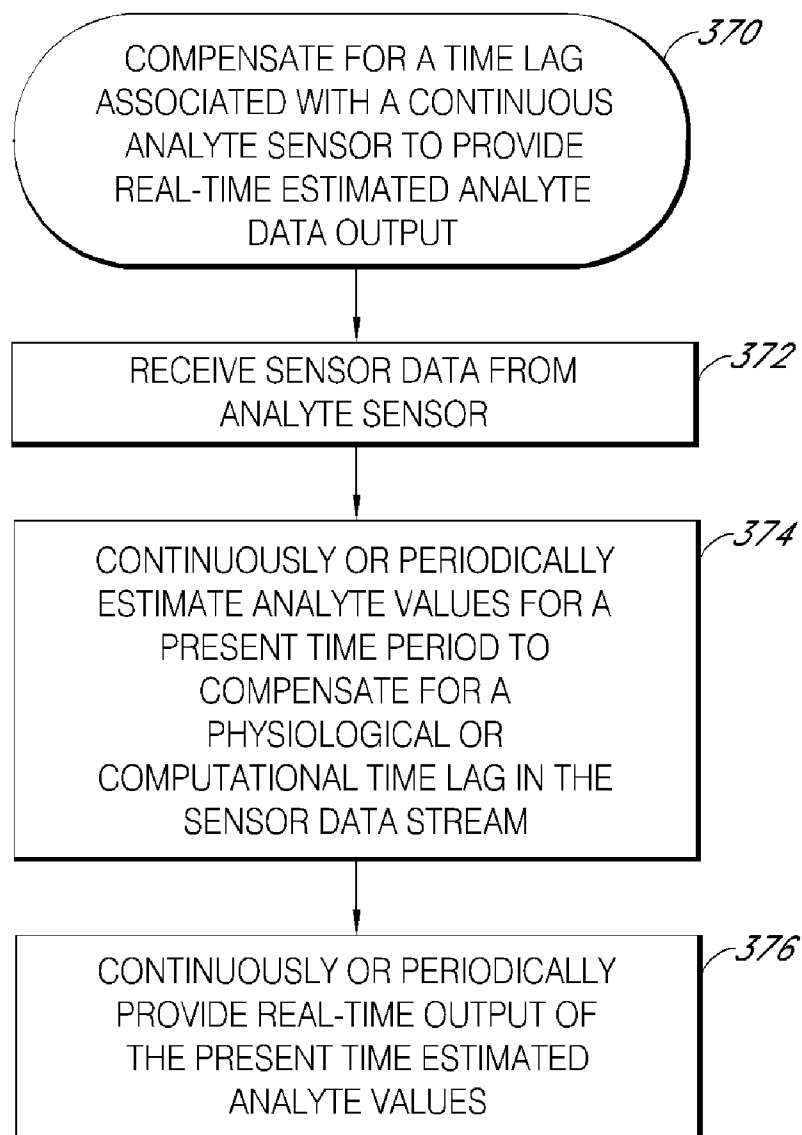 370
COMPENSATE FOR A TIME LAG
ASSOCIATED WITH A CONTINUOUS
ANALYTE SENSOR TO PROVIDE
REAL-TIME ESTIMATED ANALYTE
DATA OUTPUT
372
RECEIVE SENSOR DATA FROM
ANALYTE SENSOR
374
CONTINUOUSLY OR PERIODICALLY
ESTIMATE ANALYTE VALUES FOR A
PRESENT TIME PERIOD TO
COMPENSATE FOR A
PHYSIOLOGICAL OR
COMPUTATIONAL TIME LAG IN THE
SENSOR DATA STREAM
376
CONTINUOUSLY OR PERIODICALLY
PROVIDE REAL-TIME OUTPUT OF
THE PRESENT TIME ESTIMATED
ANALYTE VALUES